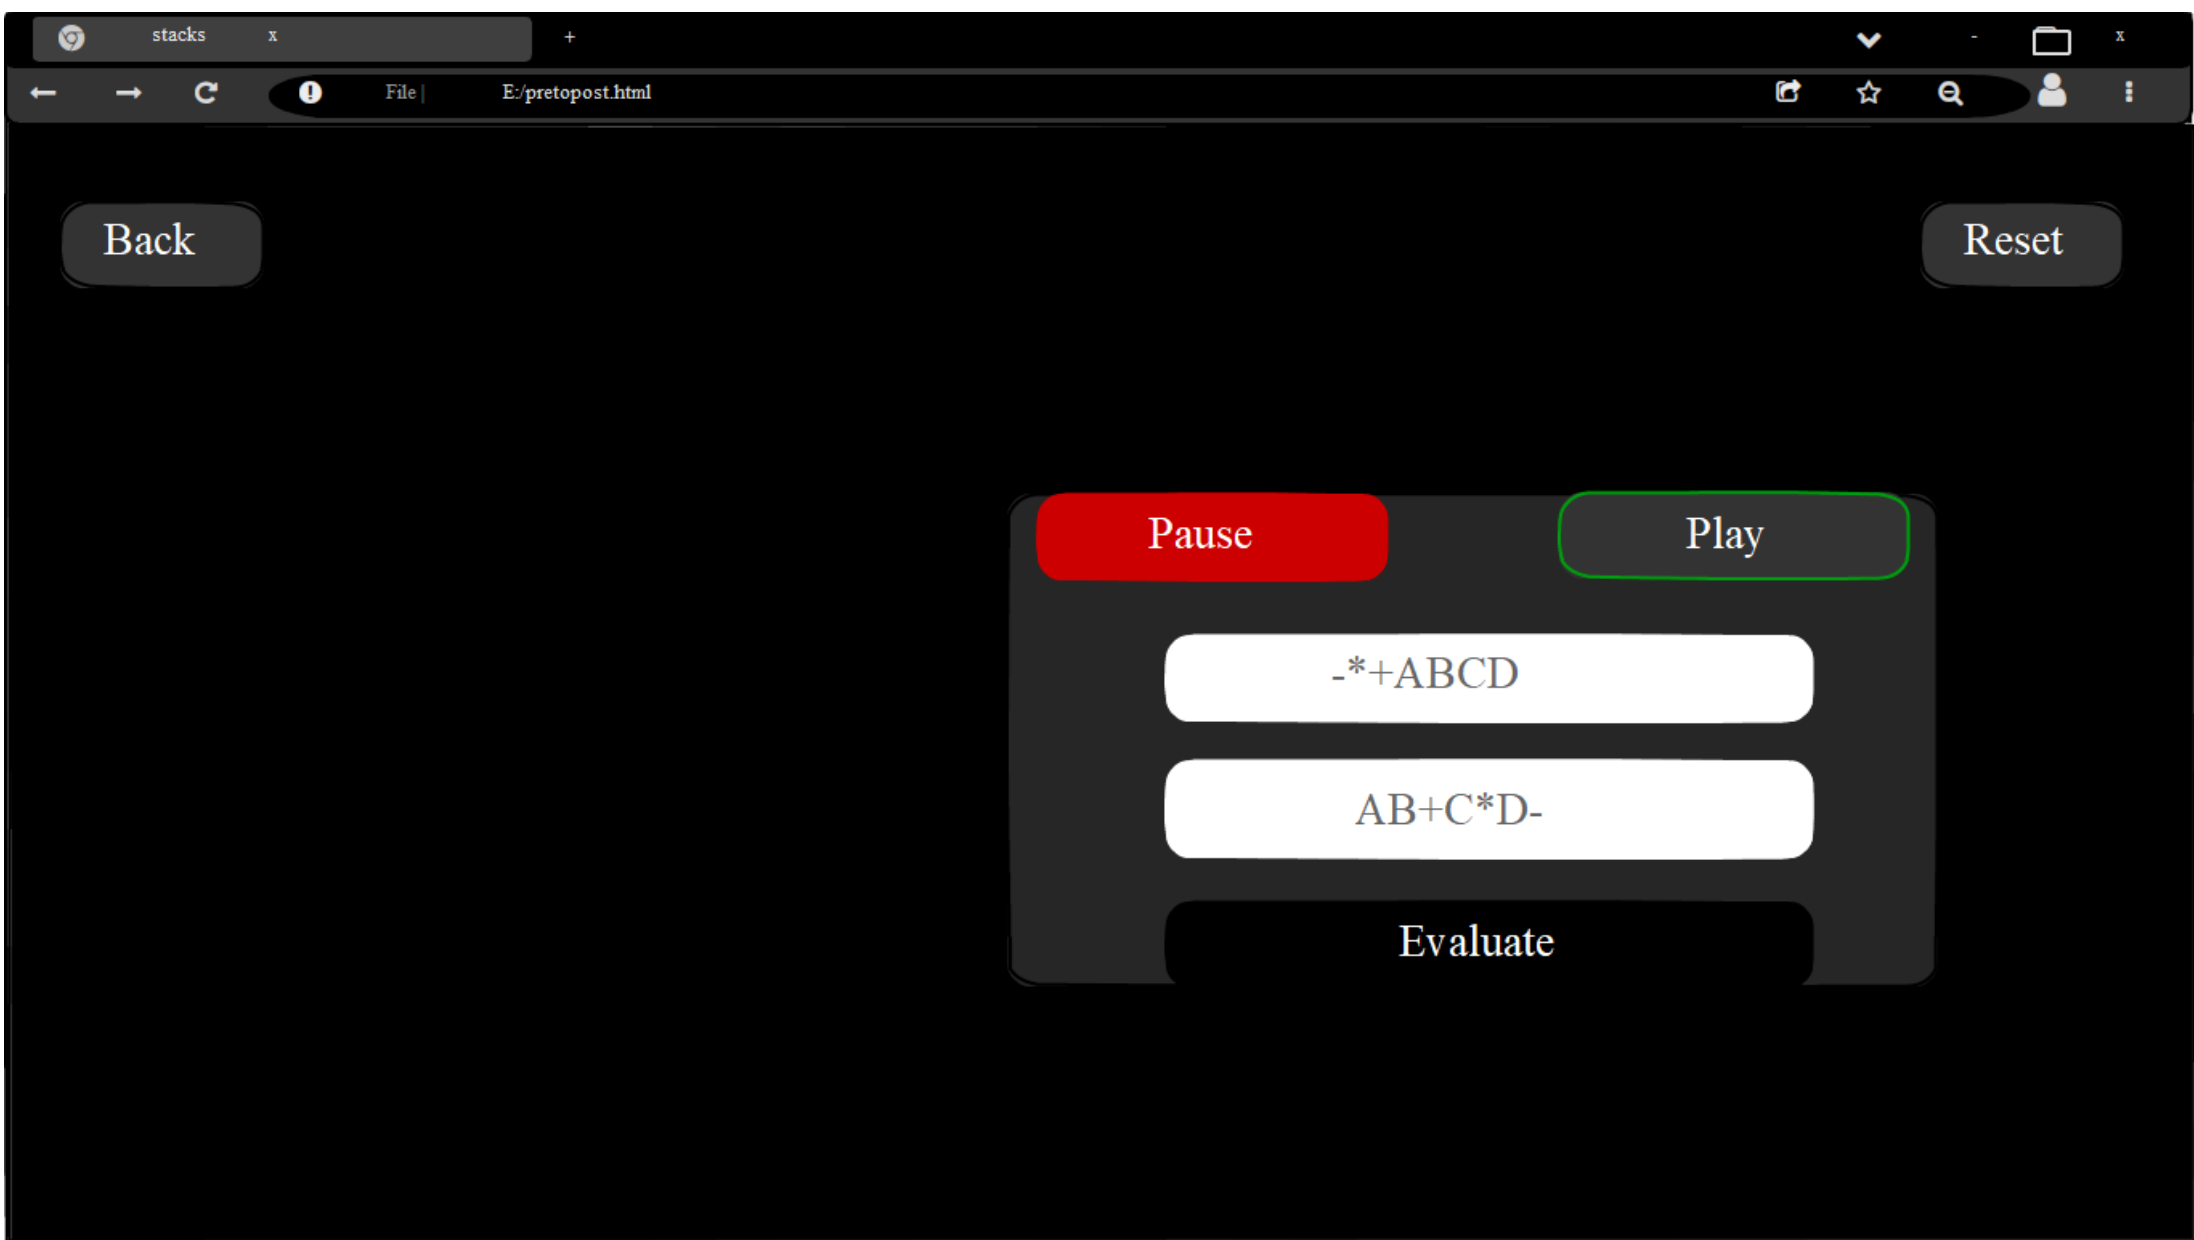 stacks x +
- x
File | E:/pretopost.html
Back
Reset
Pause
Play
-*+ABCD
AB+C*D-
Evaluate